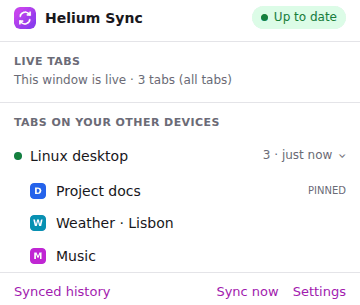 Helium Sync
Up to date
LIVE TABS
This window is live · 3 tabs (all tabs)
TABS ON YOUR OTHER DEVICES
Linux desktop
3 · just now
D Project docs
PINNED
W Weather · Lisbon
M Music
Synced history
Sync now
Settings